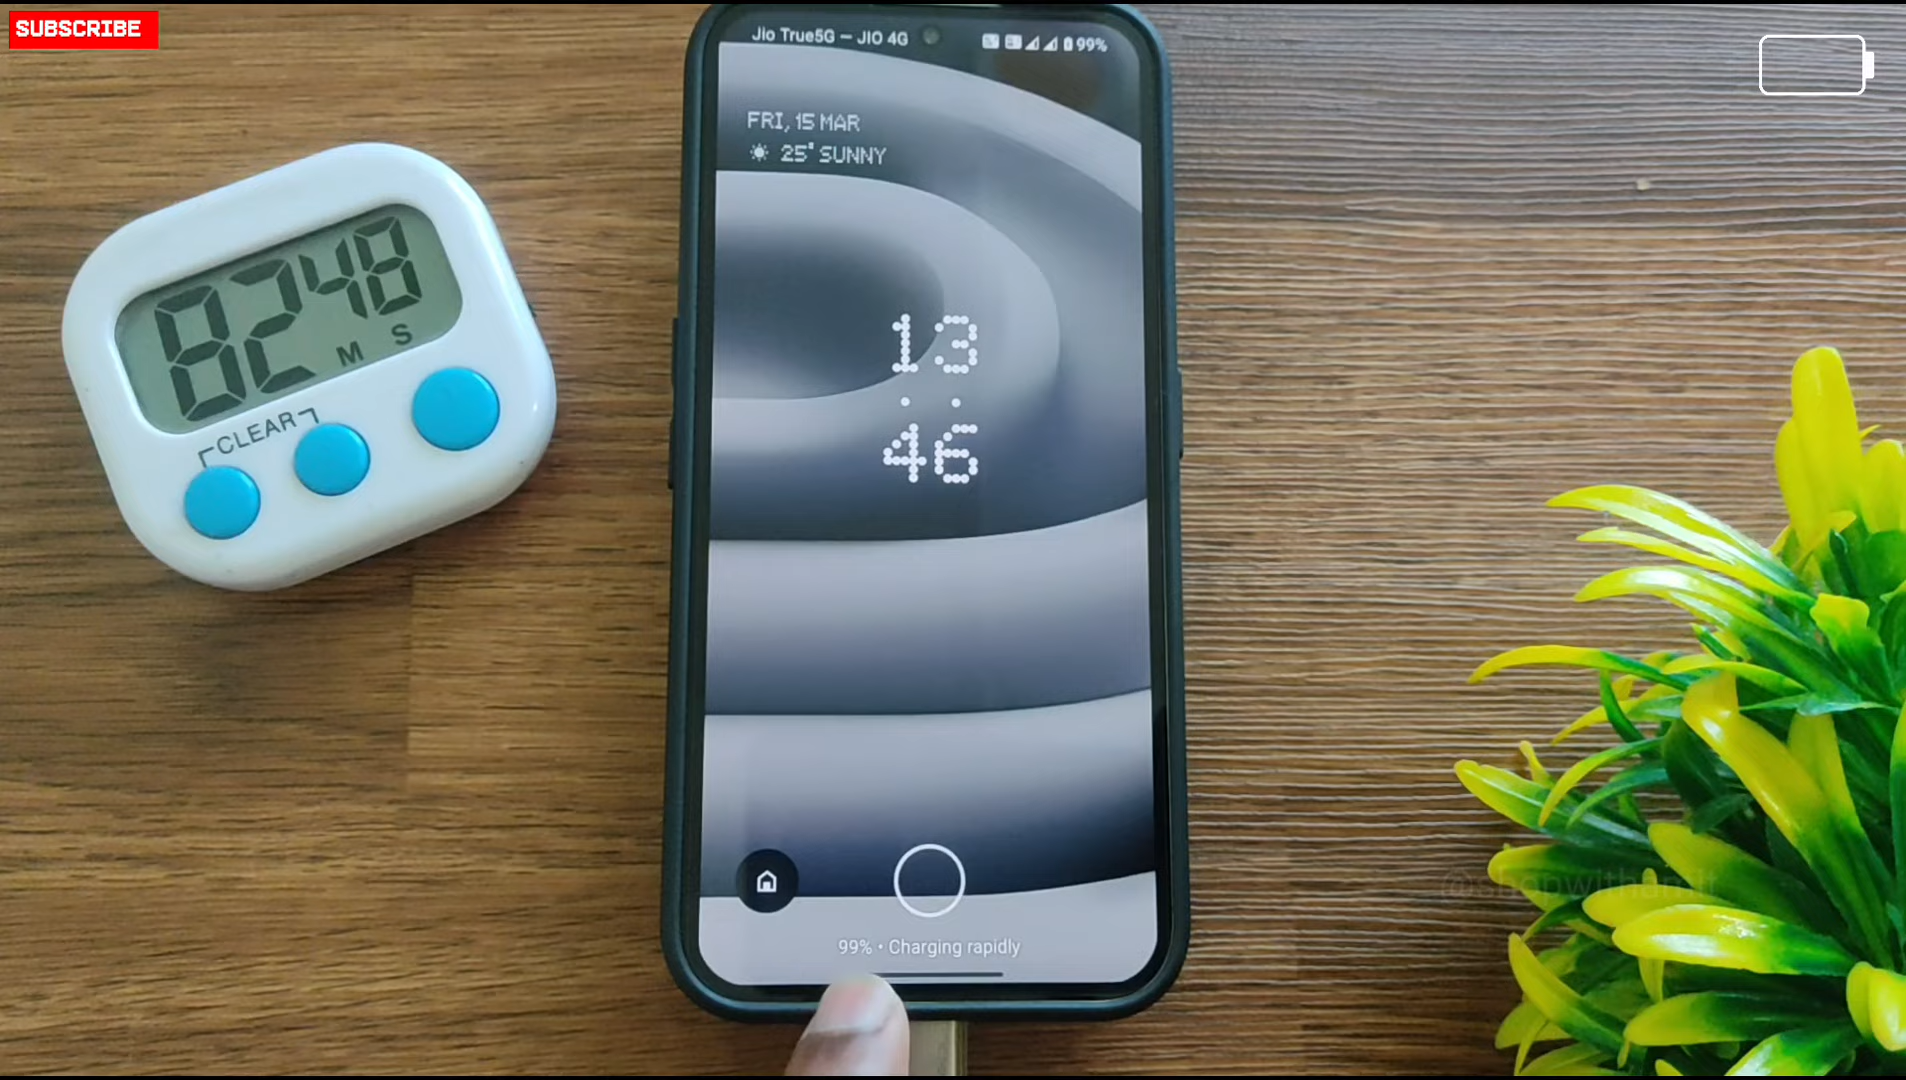 SUBSCRIBE
Jio True5G — JIO 4G
99%
FRI, 15 MAR
25° SUNNY
13
46
82 48
M S
CLEAR
99% • Charging rapidly